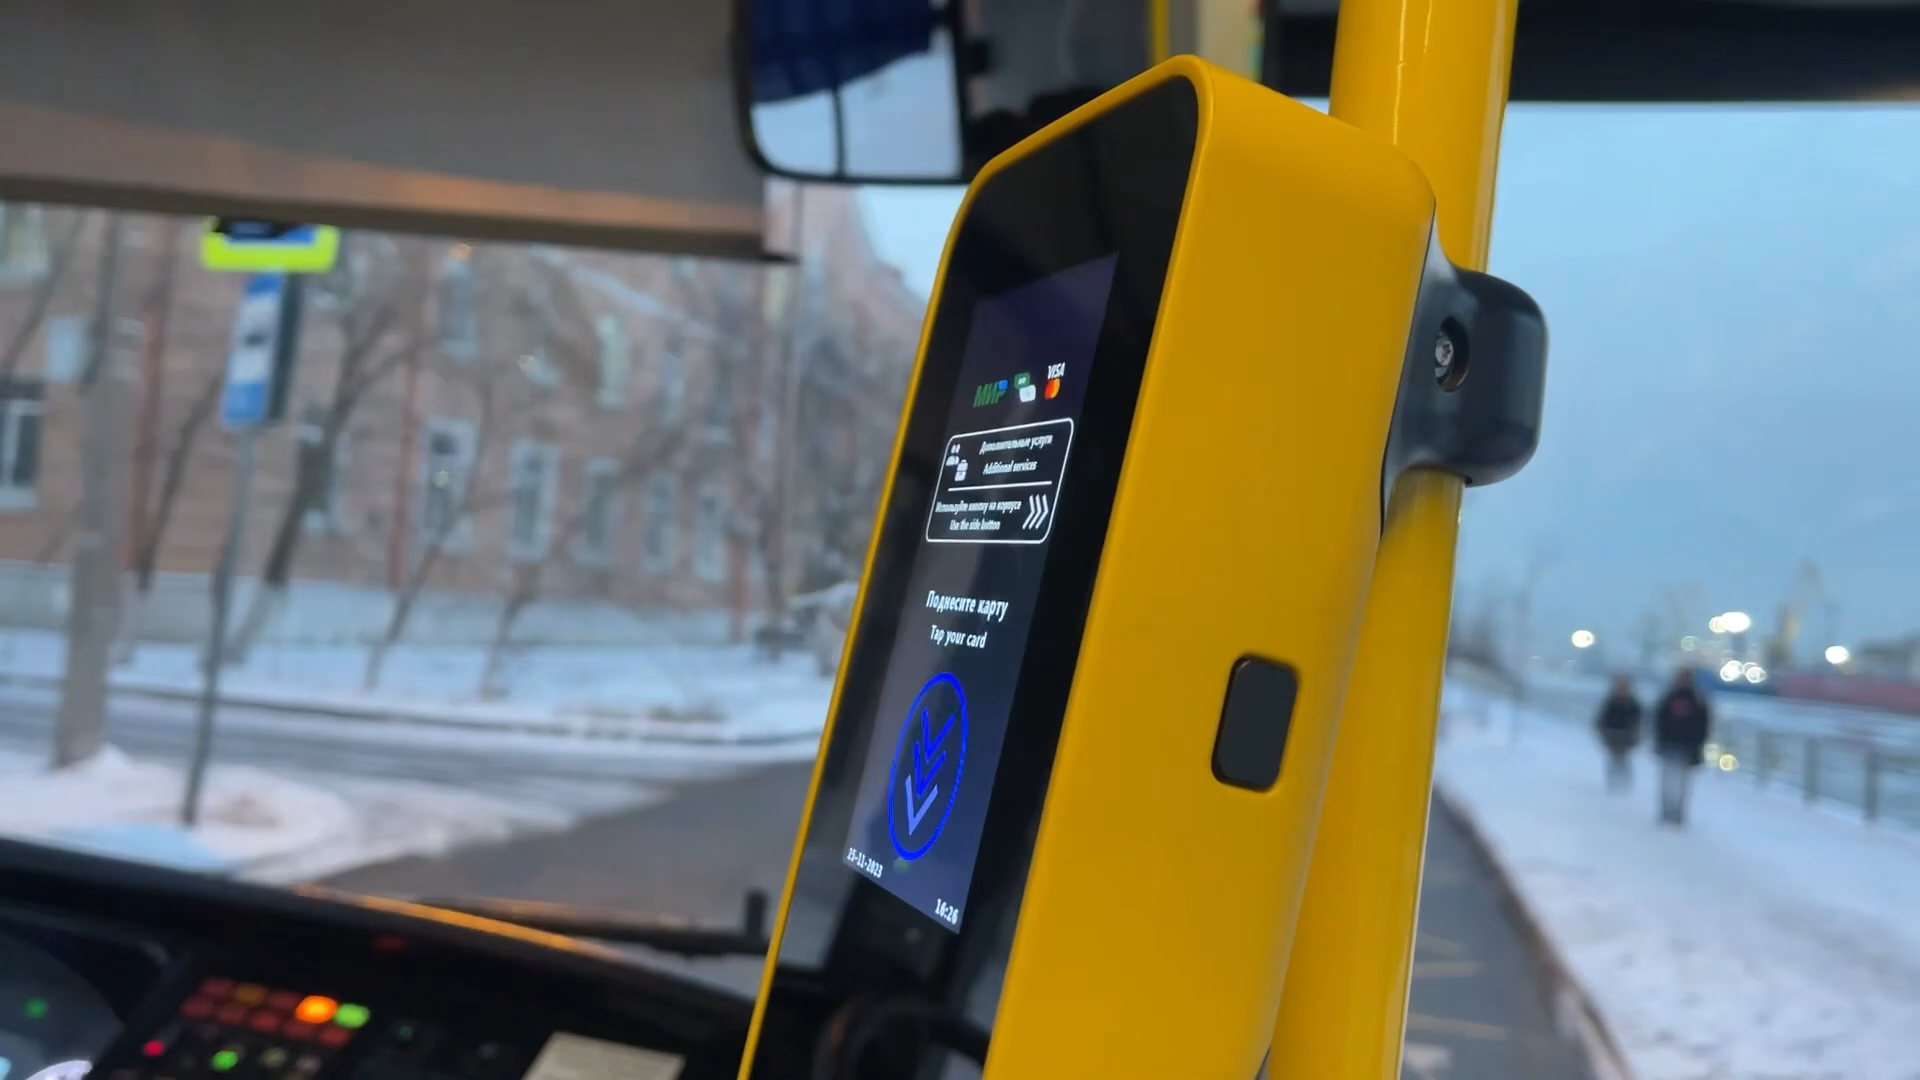 МИР
VISA
Дополнительные услуги
Additional services
Используйте кнопку на корпусе
Use the side button
Поднесите карту
Tap your card
25-11-2023
16:26